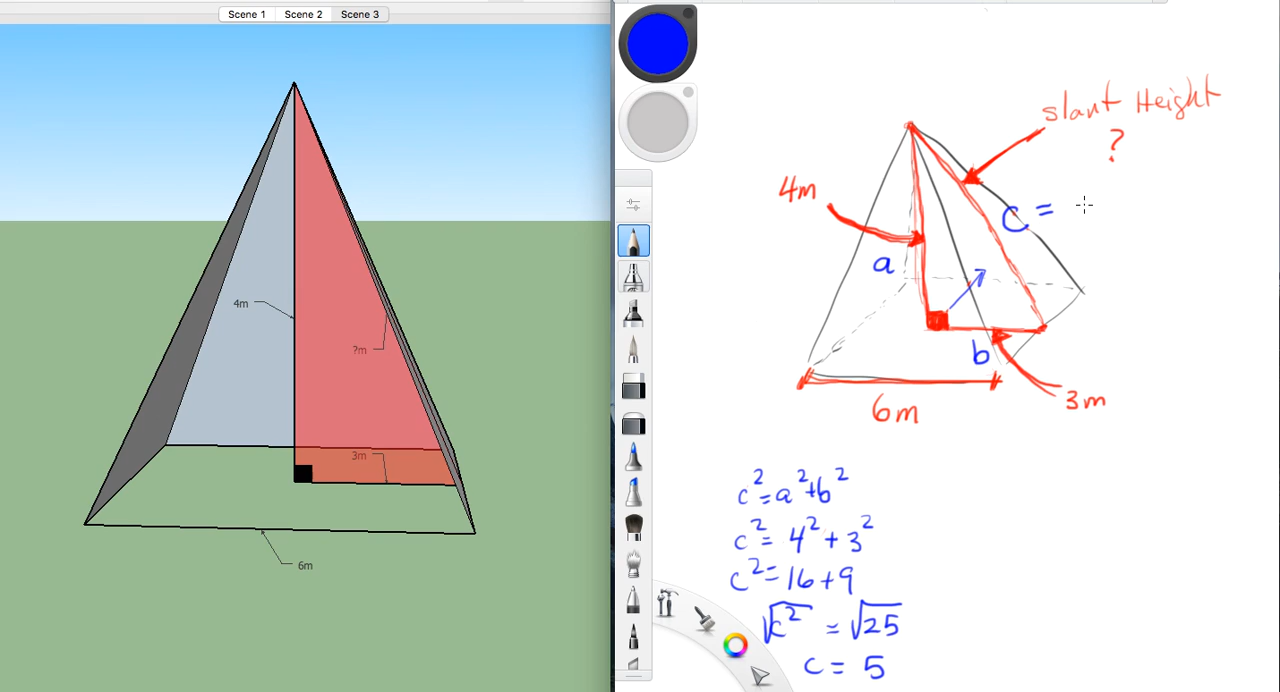 Scene 1 Scene 2 Scene 3
4m
?m
3m
6m
slant Height
?
4m
c =
a
b
3m
6m
c²=a²+b²
c²= 4²+3²
c²=16+9
√c² = √25
c= 5